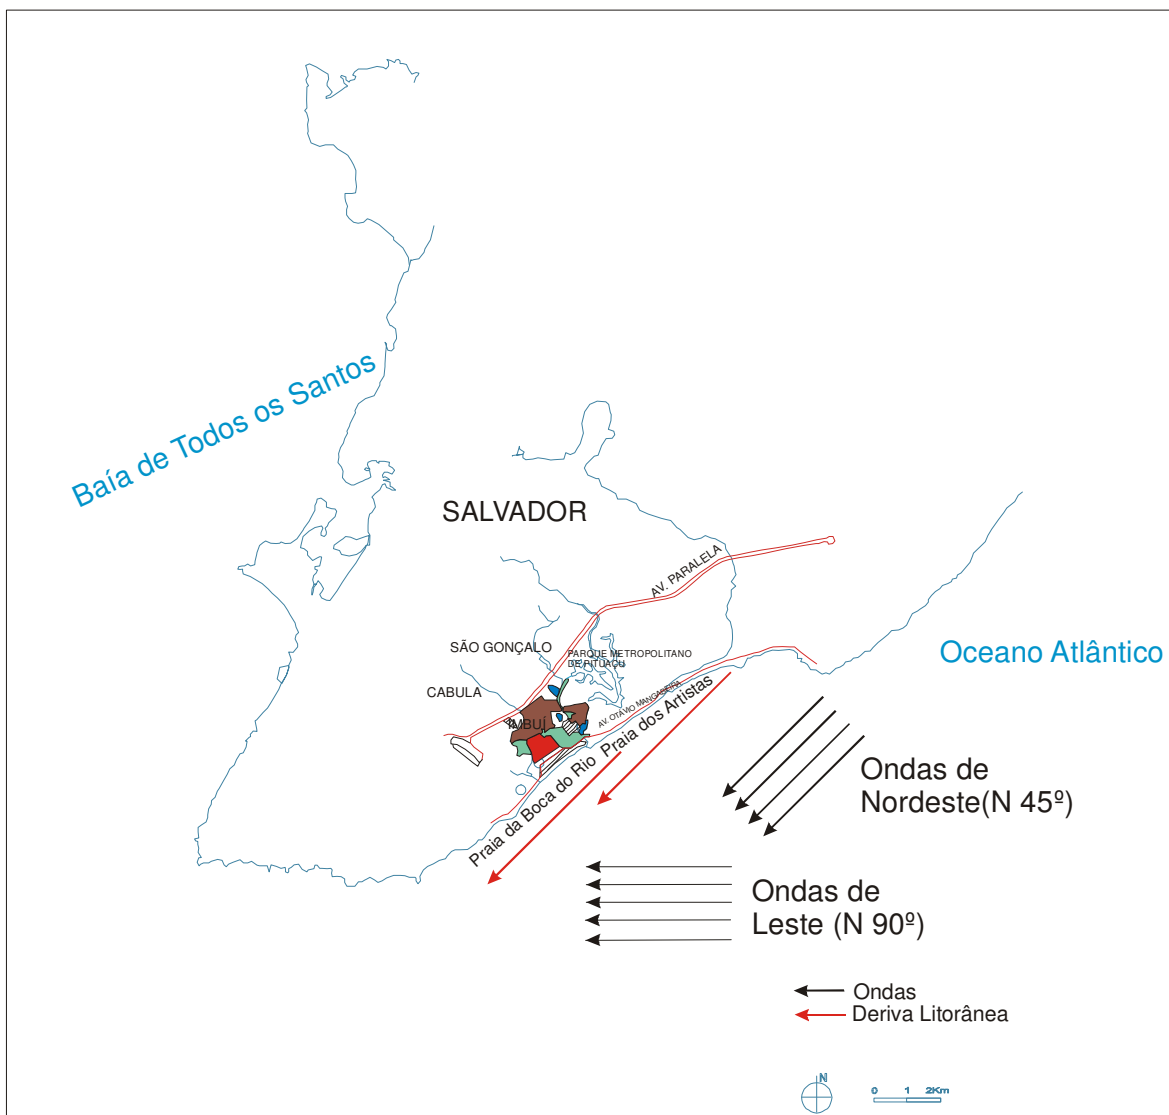 Baía de Todos os Santos
SALVADOR
AV. PARALELA
SÃO GONÇALO
PARQUE METROPOLITANO
DE PITUAÇU
Oceano Atlântico
CABULA
IMBUÍ
AV. OTÁVIO MANGABEIRA
Praia dos Artistas
Praia da Boca do Rio
Ondas de
Nordeste(N 45º)
Ondas de
Leste (N 90º)
Ondas
Deriva Litorânea
N
0 1 2Km